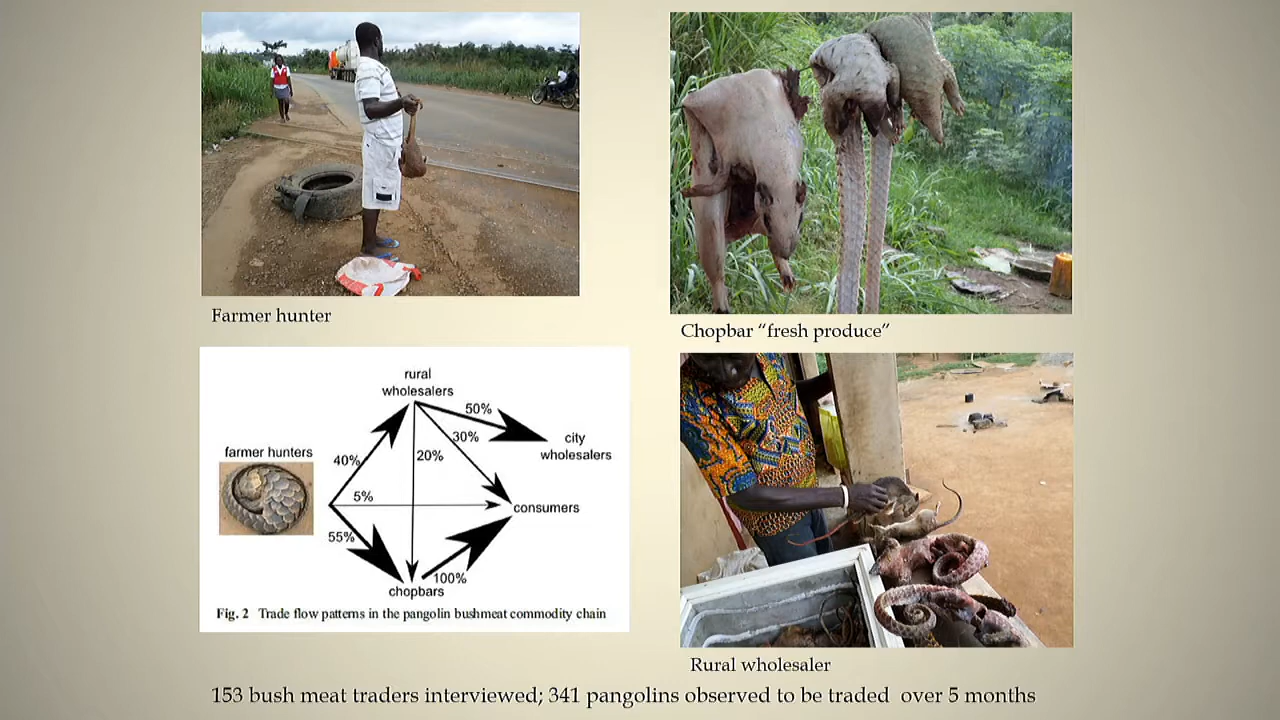 Farmer hunter
Chopbar “fresh produce”
rural
wholesalers
50%
30%
city
wholesalers
farmer hunters
40%
20%
5%
consumers
55%
100%
chopbars
Fig. 2 Trade flow patterns in the pangolin bushmeat commodity chain
Rural wholesaler
153 bush meat traders interviewed; 341 pangolins observed to be traded over 5 months